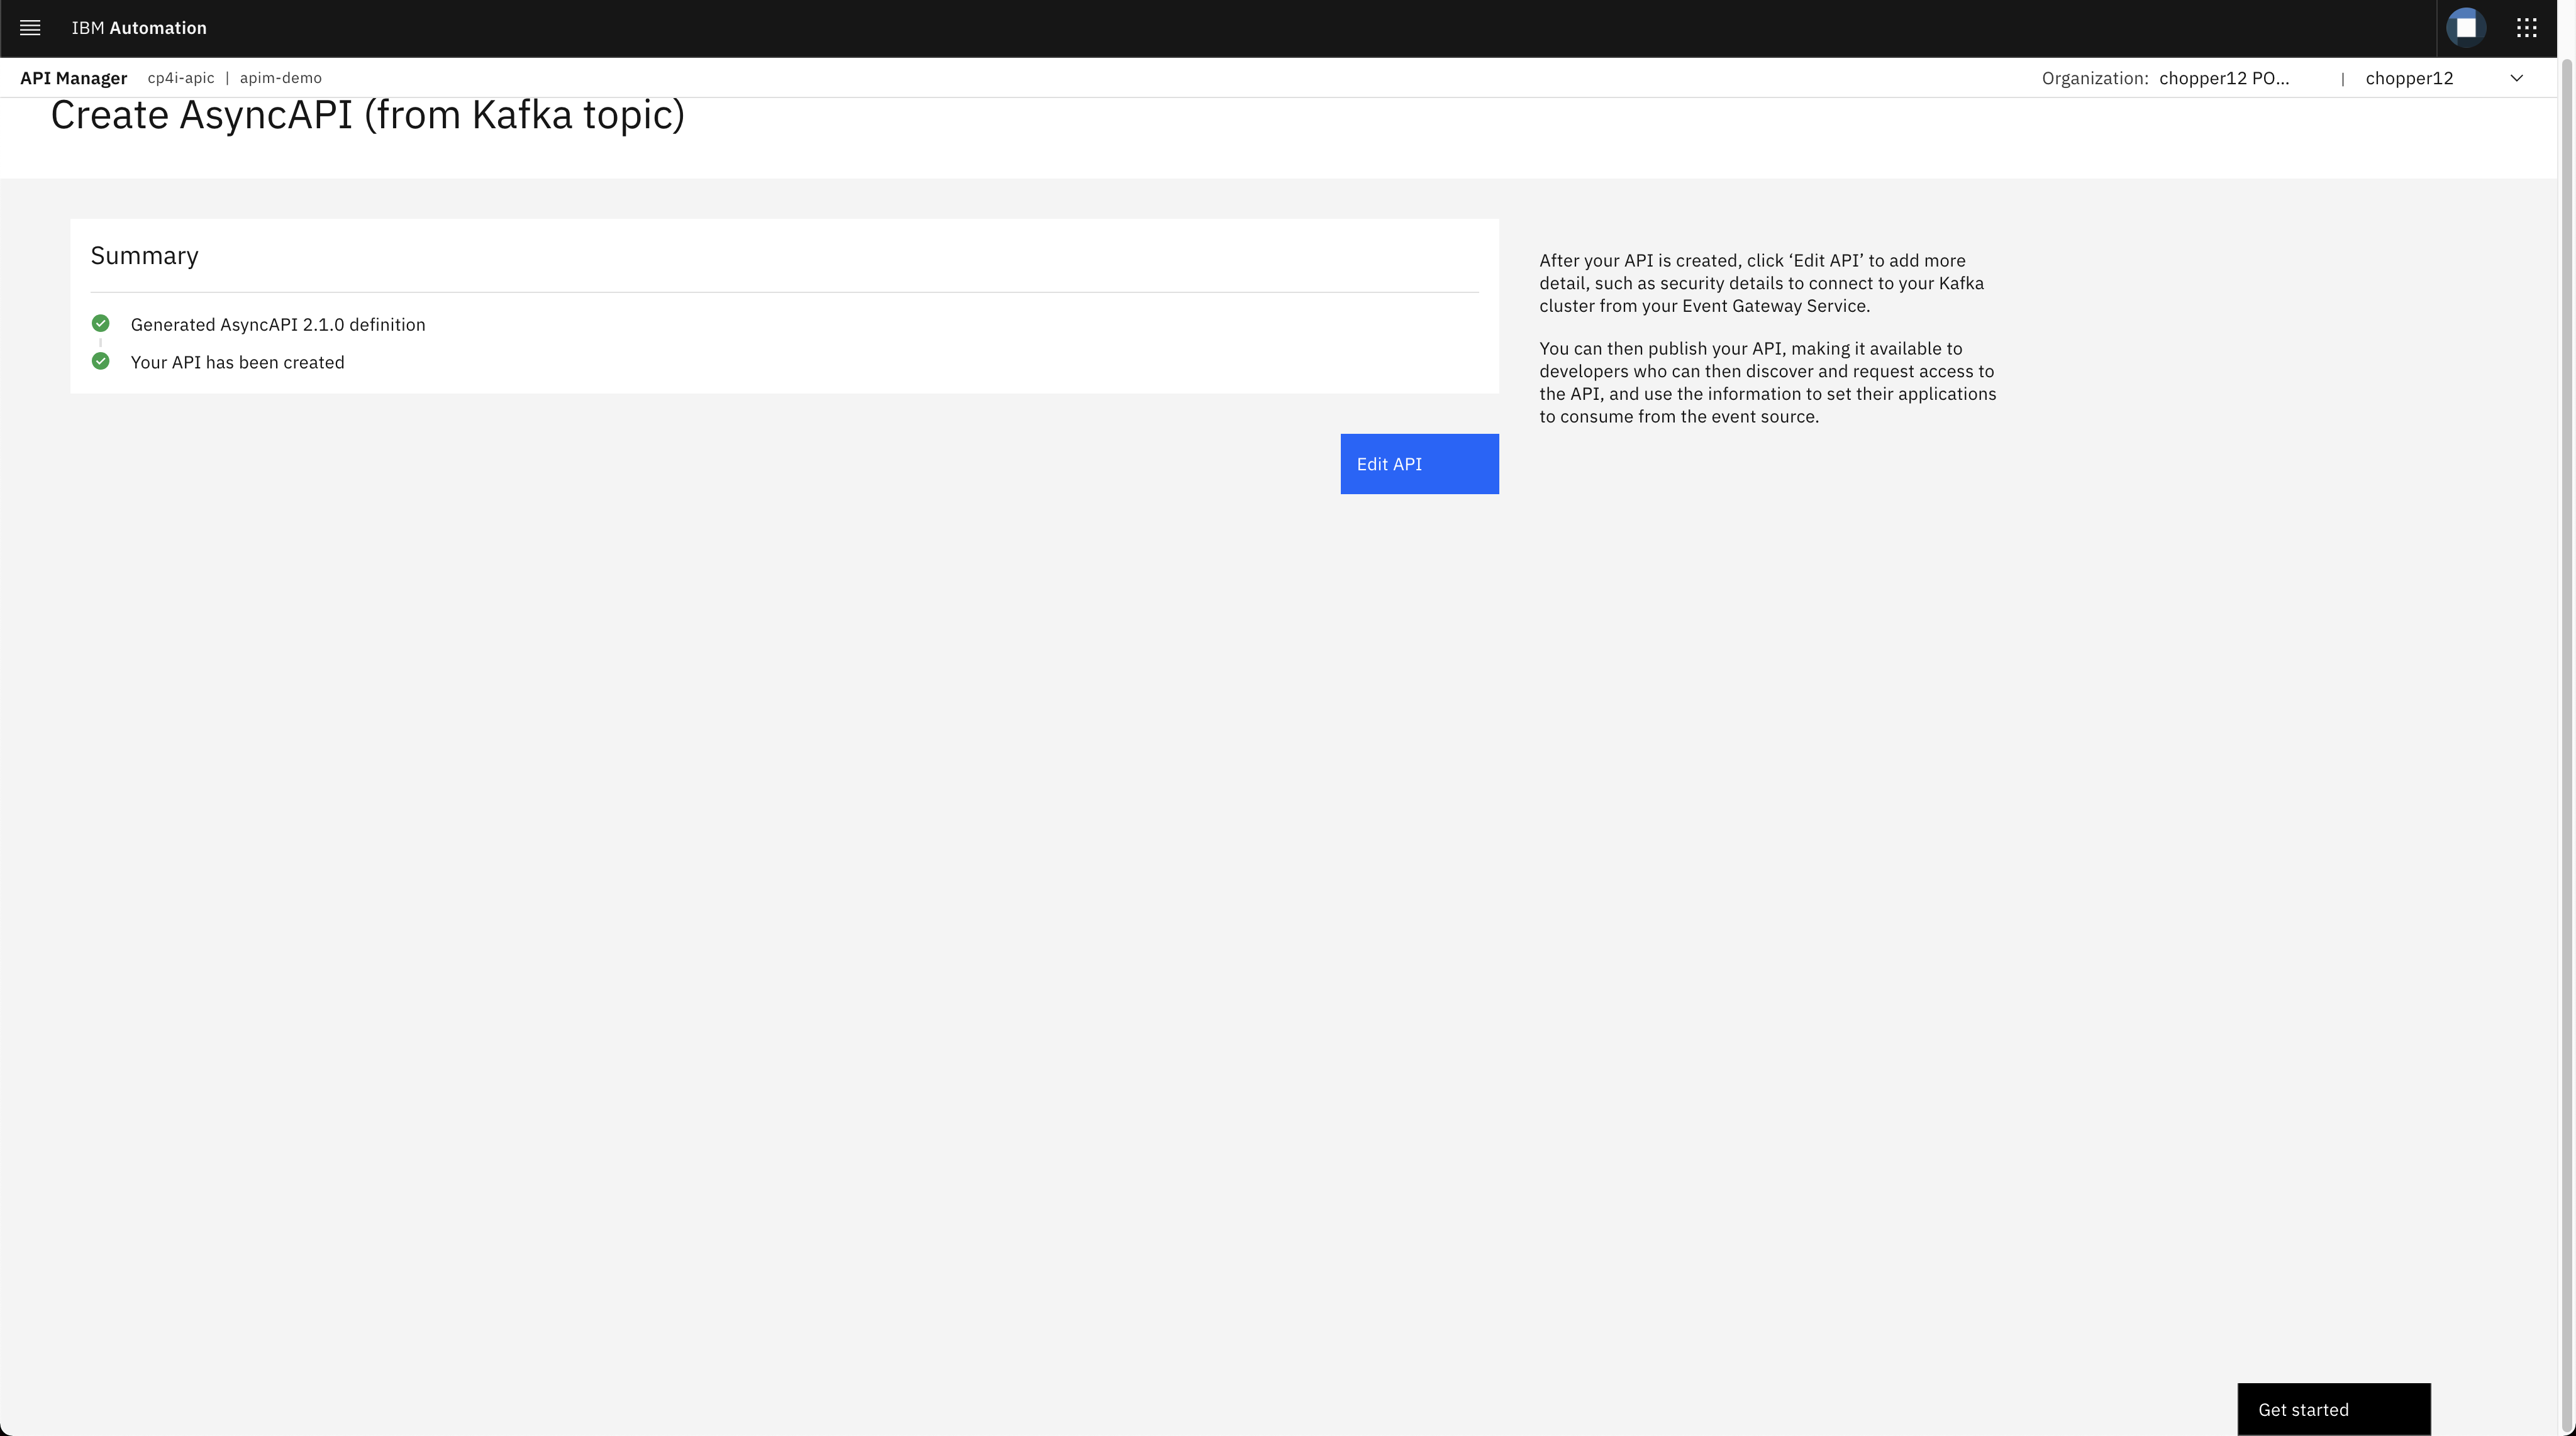 IBM Automation
API Manager cp4i-apic | apim-demo Organization: chopper12 PO... | chopper12
Create AsyncAPI (from Kafka topic)
Summary
Generated AsyncAPI 2.1.0 definition
Your API has been created
After your API is created, click ‘Edit API’ to add more
detail, such as security details to connect to your Kafka
cluster from your Event Gateway Service.
You can then publish your API, making it available to
developers who can then discover and request access to
the API, and use the information to set their applications
to consume from the event source.
Edit API
Get started